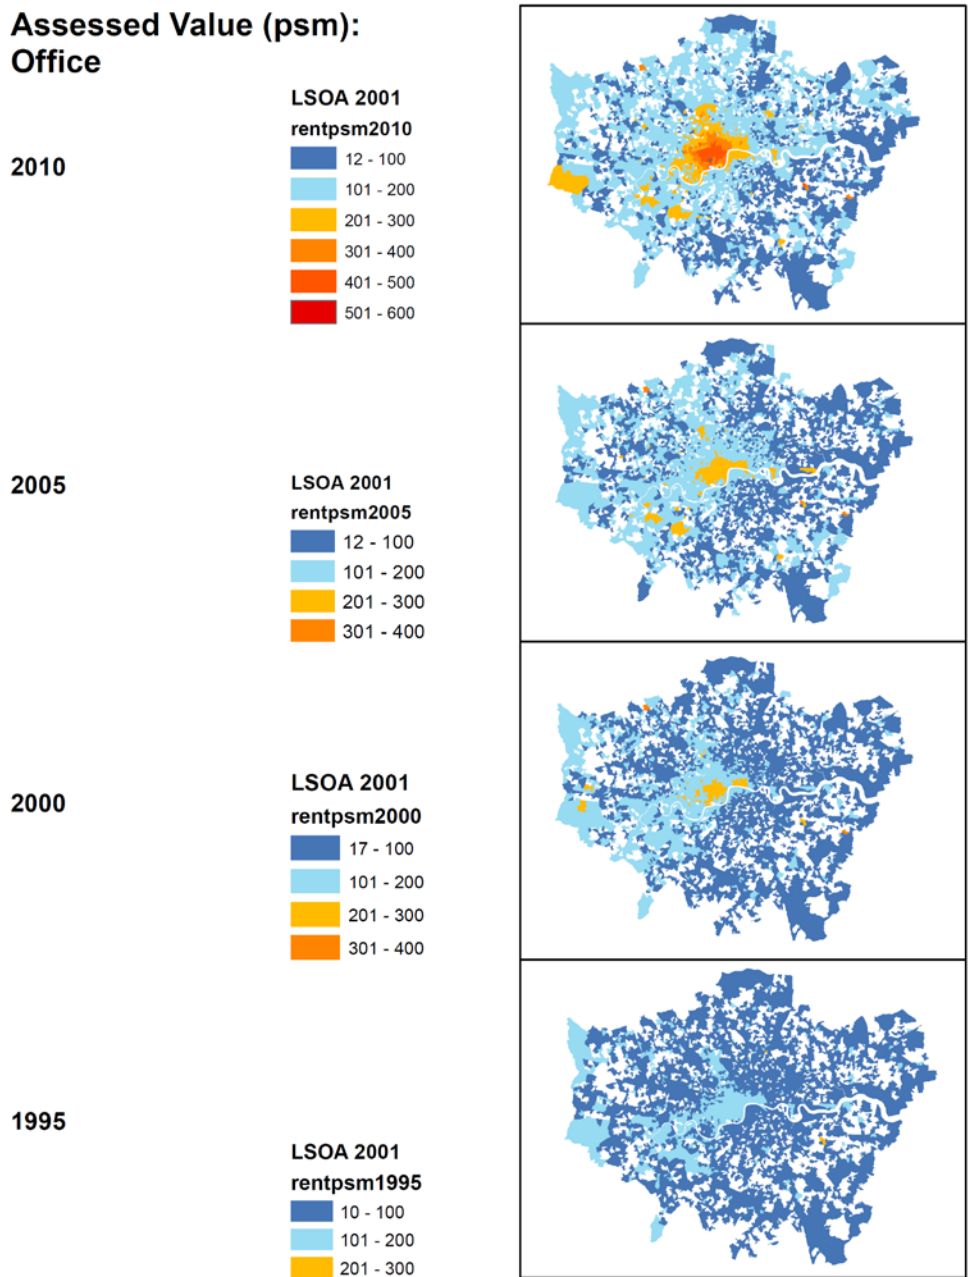 Assessed Value (psm):
Office
2010
LSOA 2001
rentpsm2010
12 - 100
101 - 200
201 - 300
301 - 400
401 - 500
501 - 600
2005
LSOA 2001
rentpsm2005
12 - 100
101 - 200
201 - 300
301 - 400
2000
LSOA 2001
rentpsm2000
17 - 100
101 - 200
201 - 300
301 - 400
1995
LSOA 2001
rentpsm1995
10 - 100
101 - 200
201 - 300